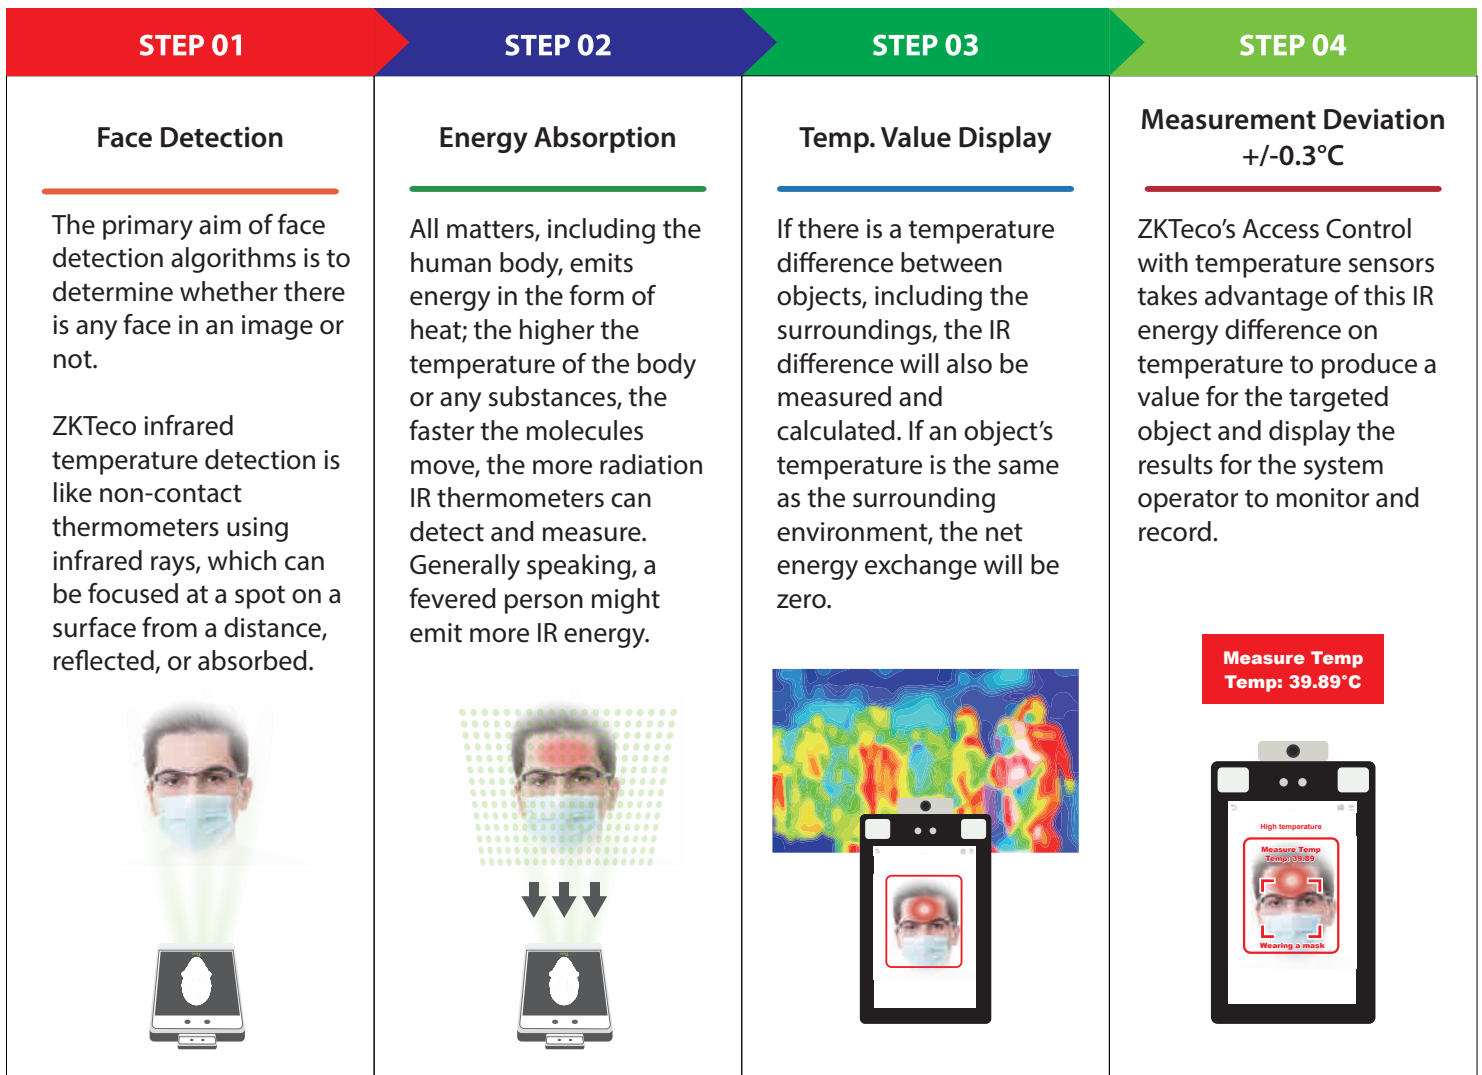 STEP 01
STEP 02
STEP 03
STEP 04
Face Detection
The primary aim of face
detection algorithms is to
determine whether there
is any face in an image or
not.
ZKTeco infrared
temperature detection is
like non-contact
thermometers using
infrared rays, which can
be focused at a spot on a
surface from a distance,
reflected, or absorbed.
Energy Absorption
All matters, including the
human body, emits
energy in the form of
heat; the higher the
temperature of the body
or any substances, the
faster the molecules
move, the more radiation
IR thermometers can
detect and measure.
Generally speaking, a
fevered person might
emit more IR energy.
Temp. Value Display
If there is a temperature
difference between
objects, including the
surroundings, the IR
difference will also be
measured and
calculated. If an object's
temperature is the same
as the surrounding
environment, the net
energy exchange will be
zero.
Measurement Deviation
+/-0.3°C
ZKTeco's Access Control
with temperature sensors
takes advantage of this IR
energy difference on
temperature to produce a
value for the targeted
object and display the
results for the system
operator to monitor and
record.
Measure Temp
Temp: 39.89°C
High temperature
Measure Temp
Temp: 39.89
Wearing a mask